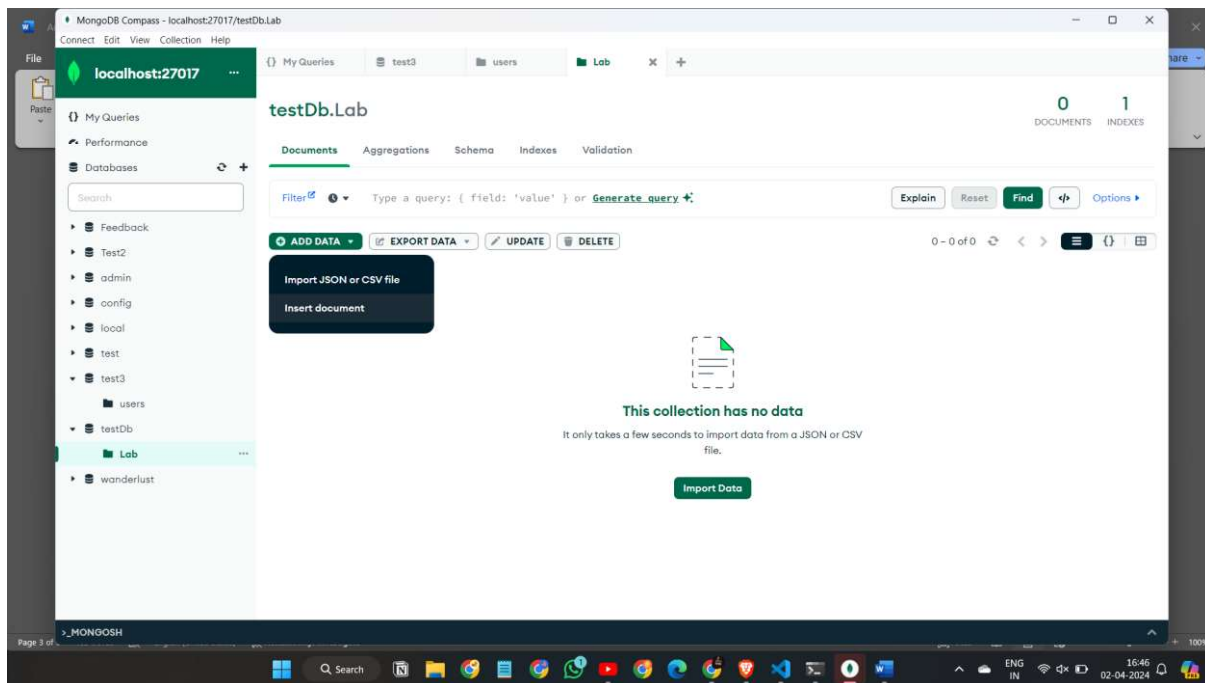 MongoDB Compass - localhost:27017/testDb.Lab
Connect Edit View Collection Help
File
Paste
localhost:27017 ...
{} My Queries
Performance
Databases
Search
Feedback
Test2
admin
config
local
test
test3
users
testDb
Lab ...
wanderlust
{} My Queries test3 users Lab
testDb.Lab
0 DOCUMENTS
1 INDEXES
Documents Aggregations Schema Indexes Validation
Filter Type a query: { field: 'value' } or Generate query
Explain Reset Find </> Options
ADD DATA EXPORT DATA UPDATE DELETE
0 – 0 of 0 {}
Import JSON or CSV file
Insert document
This collection has no data
It only takes a few seconds to import data from a JSON or CSV
file.
Import Data
>_MONGOSH
Page 3 of
Search
ENG
IN
16:46
02-04-2024